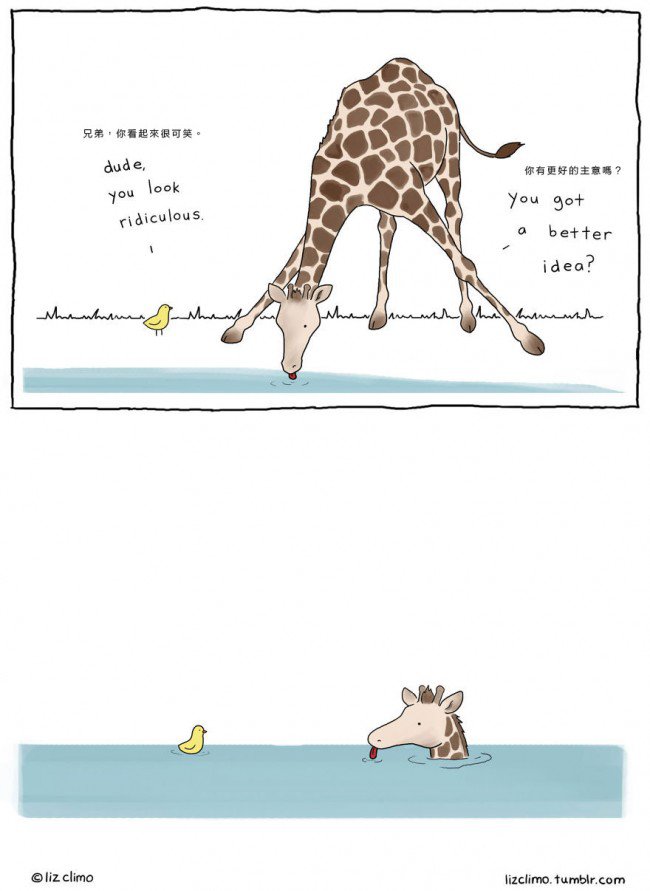 兄弟,你看起來很可笑。
dude,
you look
ridiculous.
你有更好的主意嗎?
you got
a better
idea?
©liz climo
lizclimo.tumblr.com